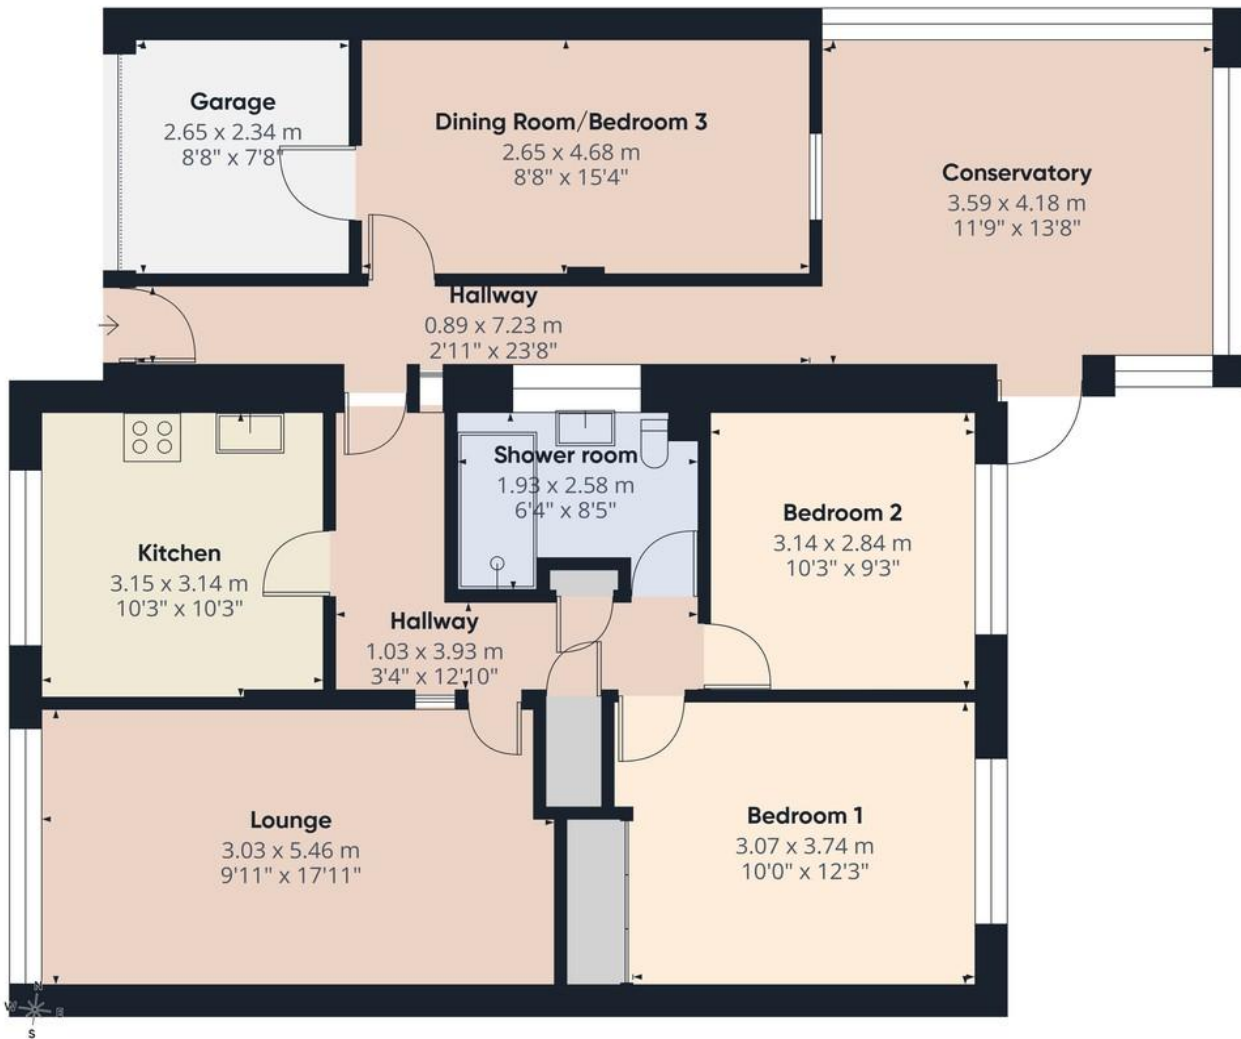 Garage
2.65 x 2.34 m
8'8" x 7'8"
Dining Room/Bedroom 3
2.65 x 4.68 m
8'8" x 15'4"
Conservatory
3.59 x 4.18 m
11'9" x 13'8"
Hallway
0.89 x 7.23 m
2'11" x 23'8"
Shower room
1.93 x 2.58 m
6'4" x 8'5"
Bedroom 2
3.14 x 2.84 m
10'3" x 9'3"
Kitchen
3.15 x 3.14 m
10'3" x 10'3"
Hallway
1.03 x 3.93 m
3'4" x 12'10"
Lounge
3.03 x 5.46 m
9'11" x 17'11"
Bedroom 1
3.07 x 3.74 m
10'0" x 12'3"
N
W E
S